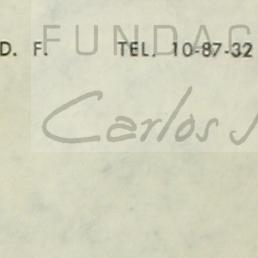 FUNDAC
D. F. TEL. 10-87-32
Carlos J